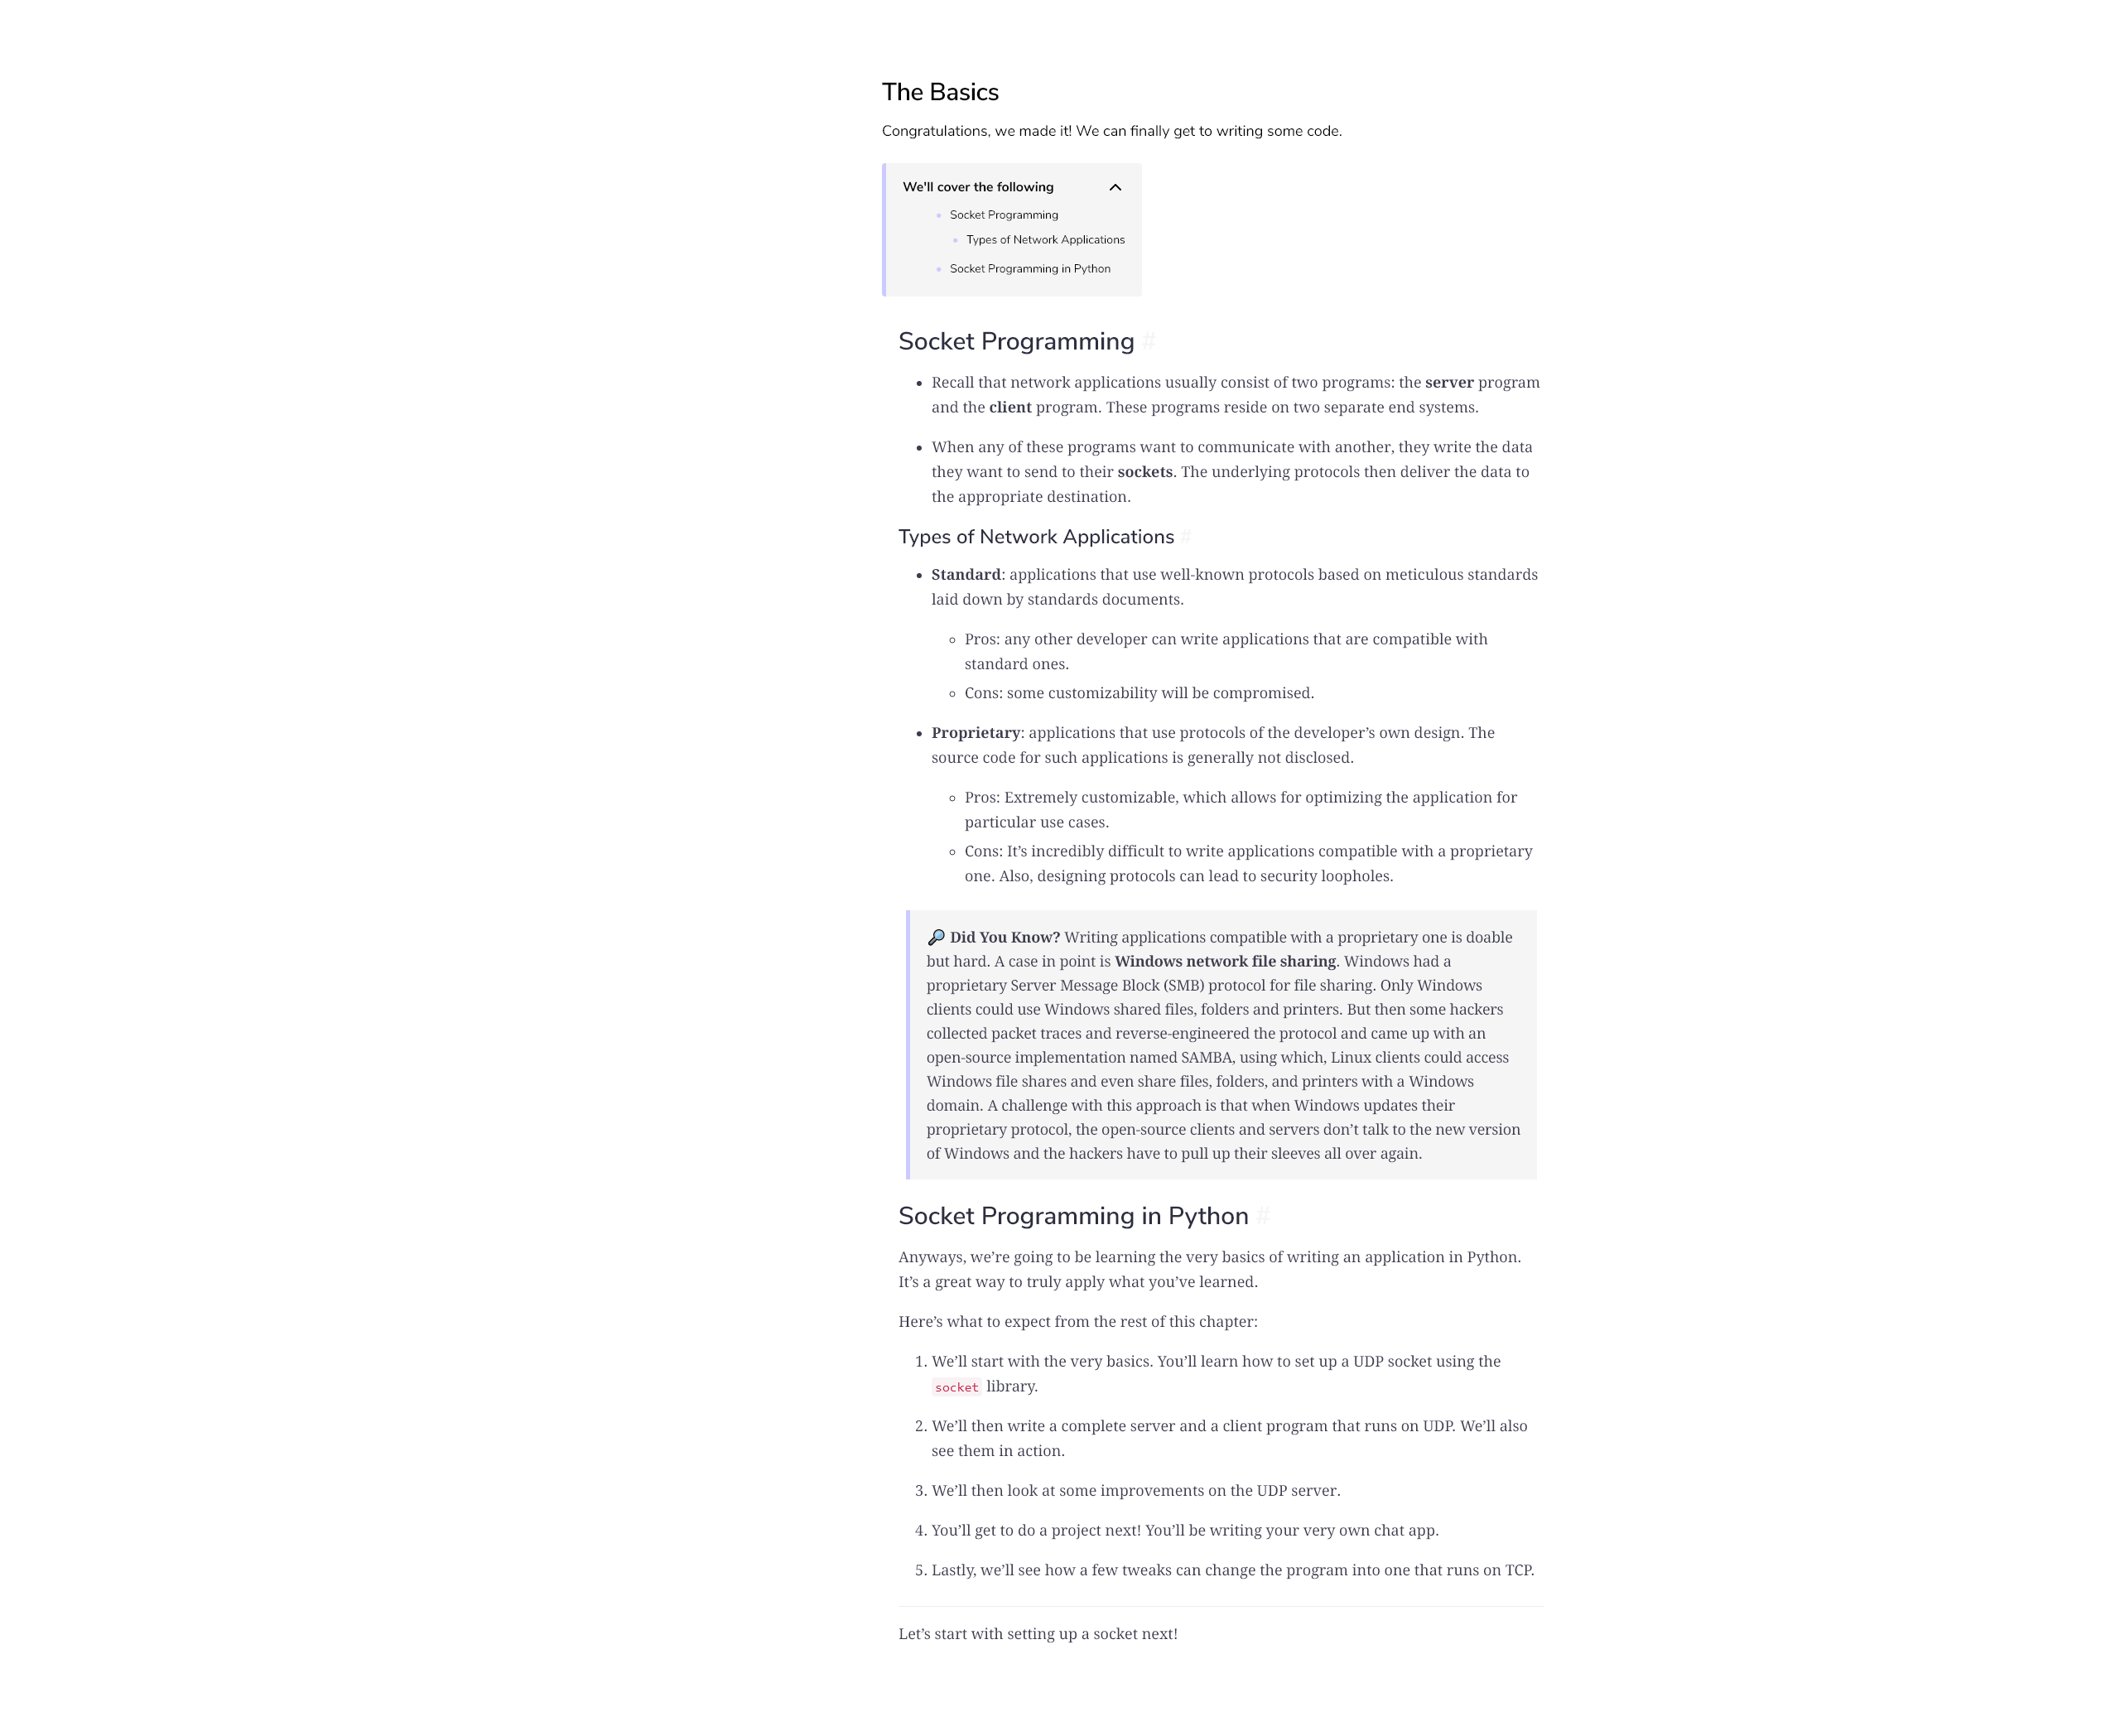 The Basics
Congratulations, we made it! We can finally get to writing some code.
We'll cover the following
Socket Programming
Types of Network Applications
Socket Programming in Python
Socket Programming #
Recall that network applications usually consist of two programs: the server program
and the client program. These programs reside on two separate end systems.
When any of these programs want to communicate with another, they write the data
they want to send to their sockets. The underlying protocols then deliver the data to
the appropriate destination.
Types of Network Applications #
Standard: applications that use well-known protocols based on meticulous standards
laid down by standards documents.
Pros: any other developer can write applications that are compatible with
standard ones.
Cons: some customizability will be compromised.
Proprietary: applications that use protocols of the developer’s own design. The
source code for such applications is generally not disclosed.
Pros: Extremely customizable, which allows for optimizing the application for
particular use cases.
Cons: It’s incredibly difficult to write applications compatible with a proprietary
one. Also, designing protocols can lead to security loopholes.
🔎 Did You Know? Writing applications compatible with a proprietary one is doable
but hard. A case in point is Windows network file sharing. Windows had a
proprietary Server Message Block (SMB) protocol for file sharing. Only Windows
clients could use Windows shared files, folders and printers. But then some hackers
collected packet traces and reverse-engineered the protocol and came up with an
open-source implementation named SAMBA, using which, Linux clients could access
Windows file shares and even share files, folders, and printers with a Windows
domain. A challenge with this approach is that when Windows updates their
proprietary protocol, the open-source clients and servers don’t talk to the new version
of Windows and the hackers have to pull up their sleeves all over again.
Socket Programming in Python #
Anyways, we’re going to be learning the very basics of writing an application in Python.
It’s a great way to truly apply what you’ve learned.
Here’s what to expect from the rest of this chapter:
1. We’ll start with the very basics. You’ll learn how to set up a UDP socket using the
socket library.
2. We’ll then write a complete server and a client program that runs on UDP. We’ll also
see them in action.
3. We’ll then look at some improvements on the UDP server.
4. You’ll get to do a project next! You’ll be writing your very own chat app.
5. Lastly, we’ll see how a few tweaks can change the program into one that runs on TCP.
Let’s start with setting up a socket next!